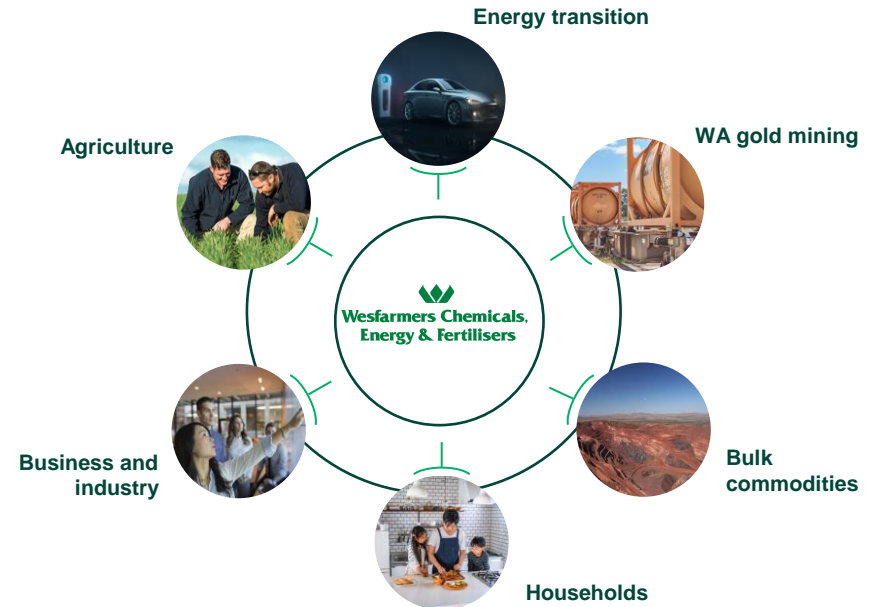 Energy transition
WA gold mining
Agriculture
Wesfarmers Chemicals,
Energy & Fertilisers
Business and
industry
Bulk
commodities
Households